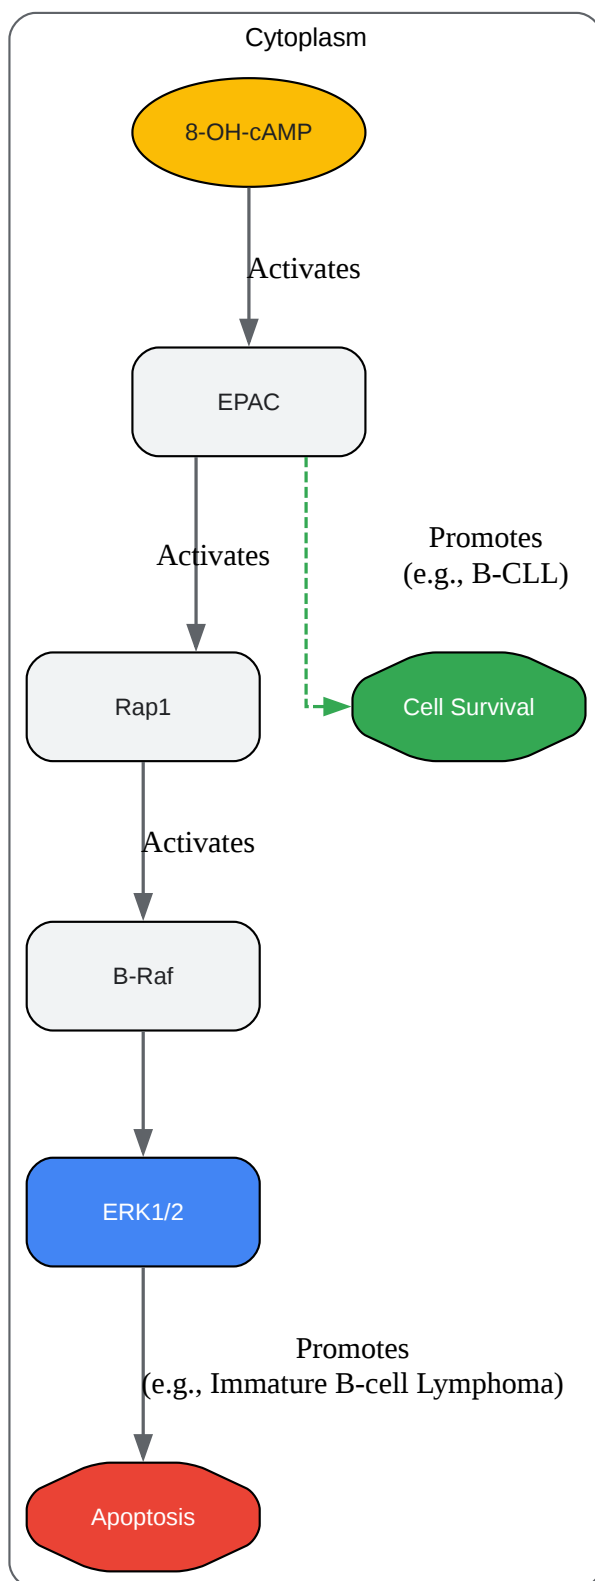 Cytoplasm
8-OH-cAMP
Activates
EPAC
Promotes
(e.g., B-CLL)
Activates
Rap1
Cell Survival
Activates
B-Raf
ERK1/2
Promotes
(e.g., Immature B-cell Lymphoma)
Apoptosis